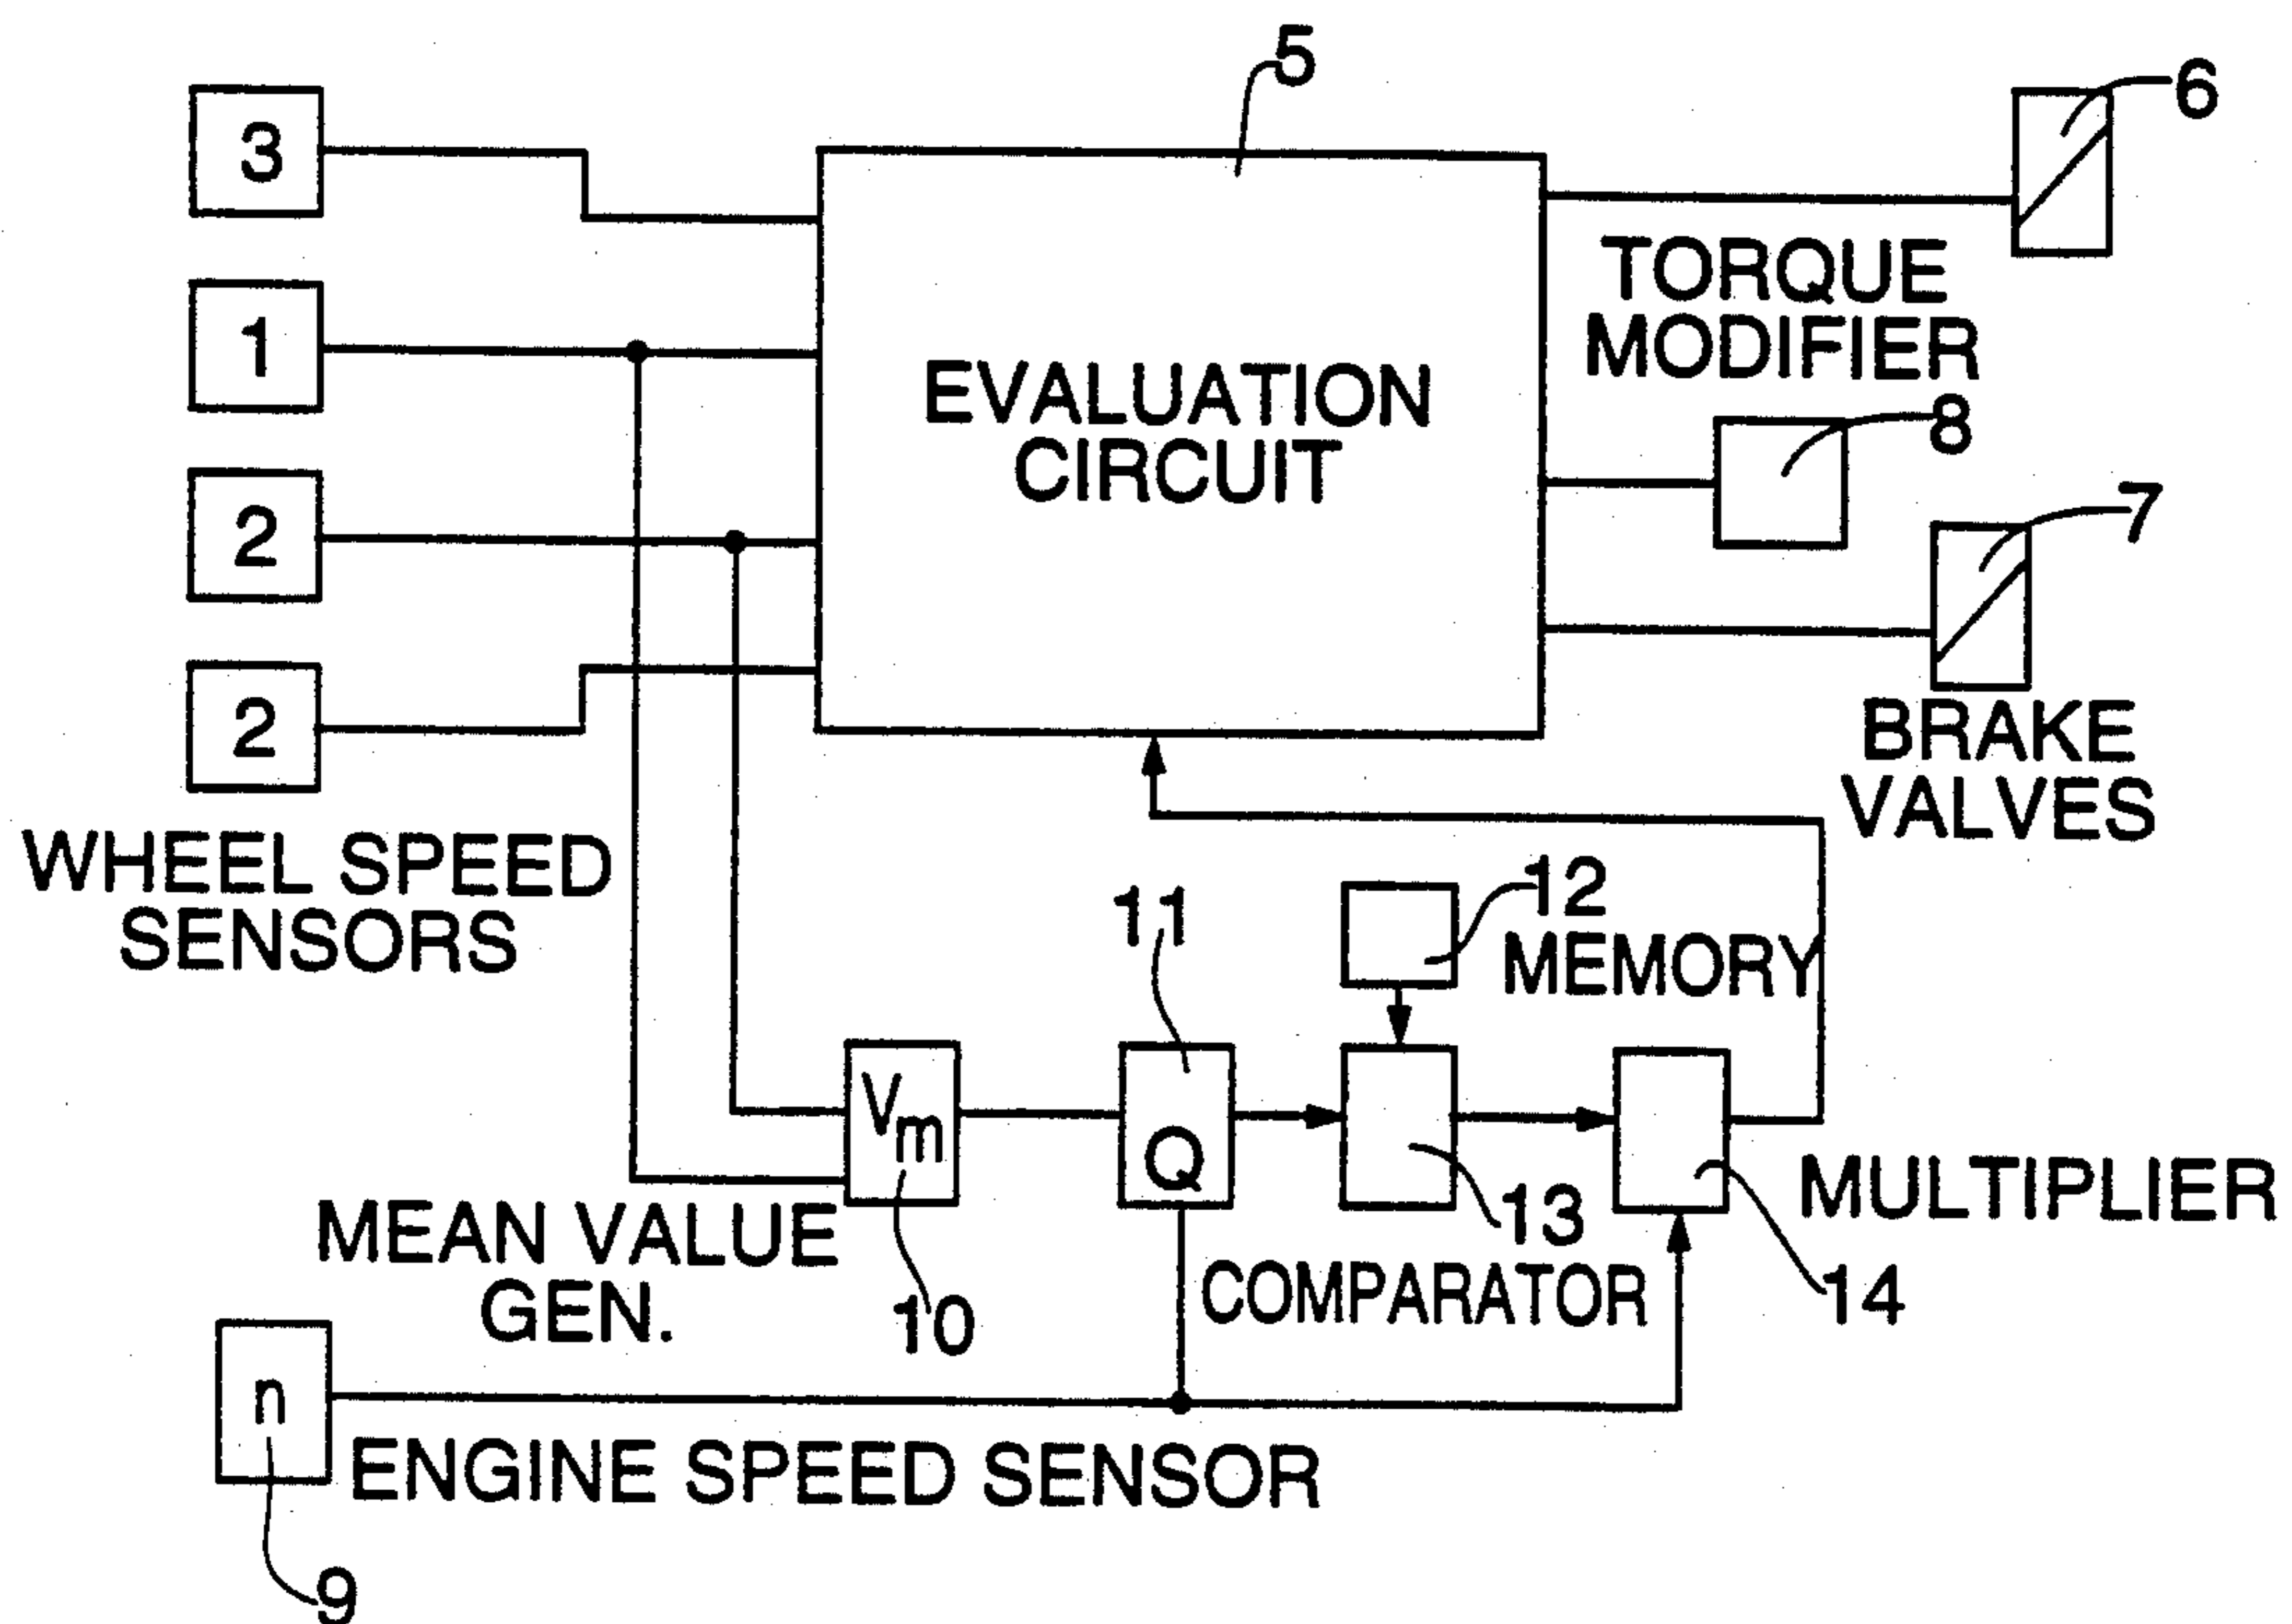 5
6
3
TORQUE
MODIFIER
1
EVALUATION
CIRCUIT
8
2
7
2
BRAKE
VALVES
WHEEL SPEED
SENSORS
11
12
MEMORY
Vm
Q
13
MULTIPLIER
MEAN VALUE
GEN.
10
COMPARATOR
14
n
ENGINE SPEED SENSOR
9